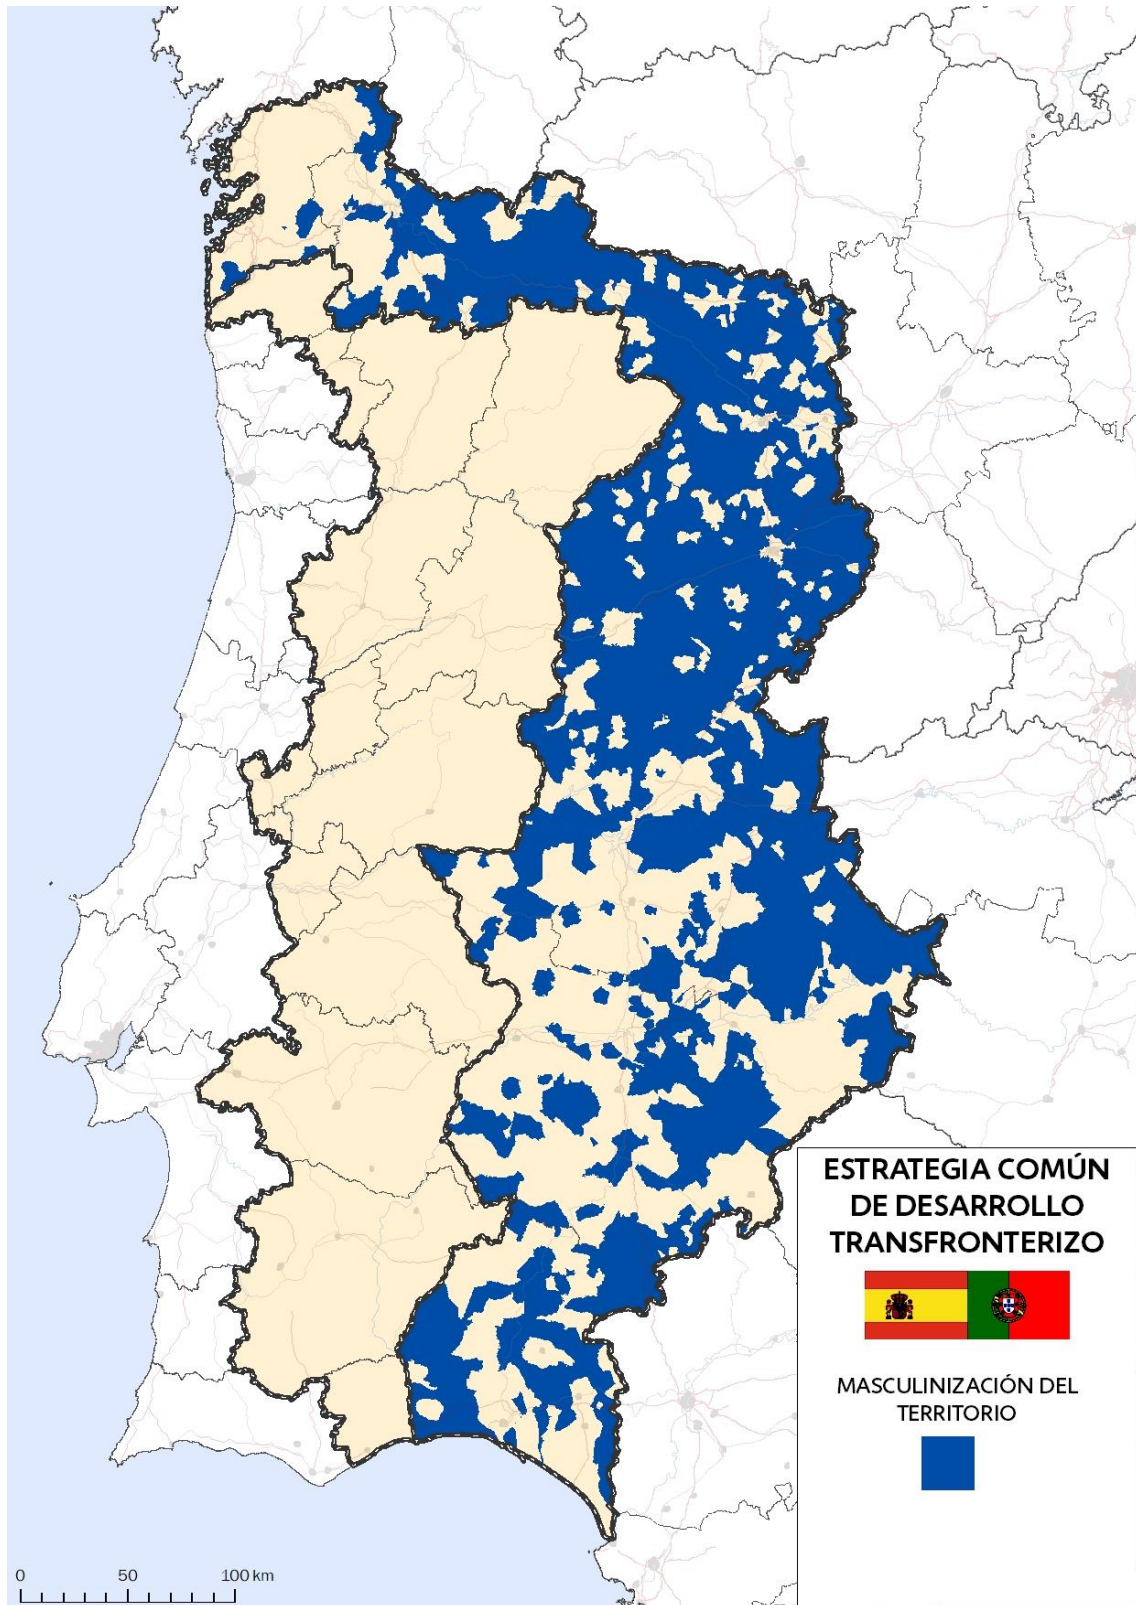 ESTRATEGIA COMÚN
DE DESARROLLO
TRANSFRONTERIZO
MASCULINIZACIÓN DEL
TERRITORIO
0 50 100 km